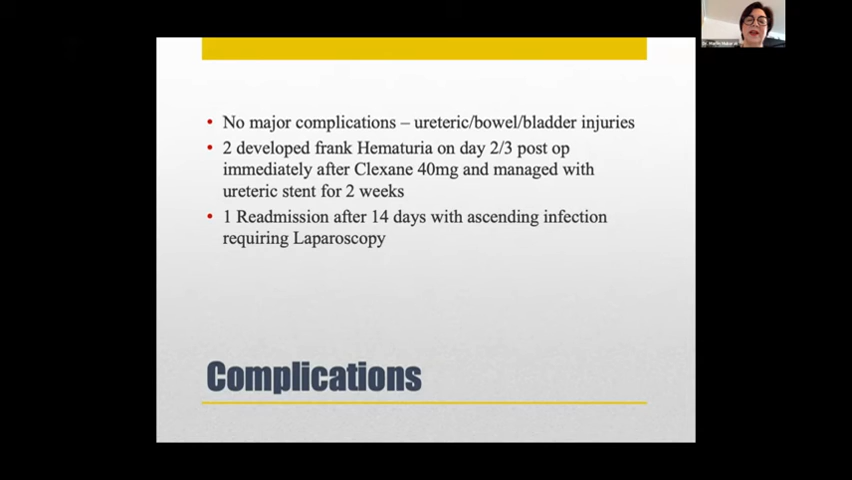 No major complications – ureteric/bowel/bladder injuries
2 developed frank Hematuria on day 2/3 post op
immediately after Clexane 40mg and managed with
ureteric stent for 2 weeks
1 Readmission after 14 days with ascending infection
requiring Laparoscopy
Complications